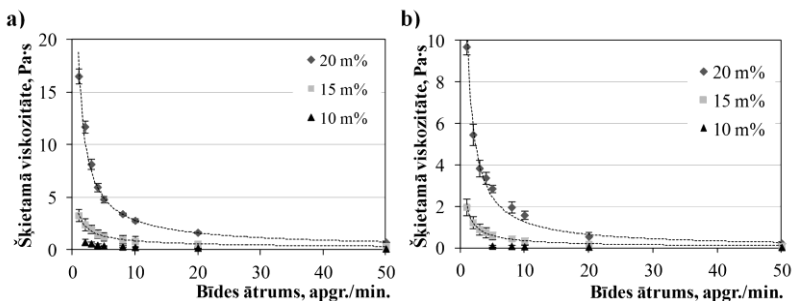 a)
Šķietamā viskozitāte, Pa·s
20
15
10
5
0
0 10 20 30 40 50
Bīdes ātrums, apgr./min.
20 m%
15 m%
10 m%
b)
Šķietamā viskozitāte, Pa·s
10
8
6
4
2
0
0 10 20 30 40 50
Bīdes ātrums, apgr./min.
20 m%
15 m%
10 m%